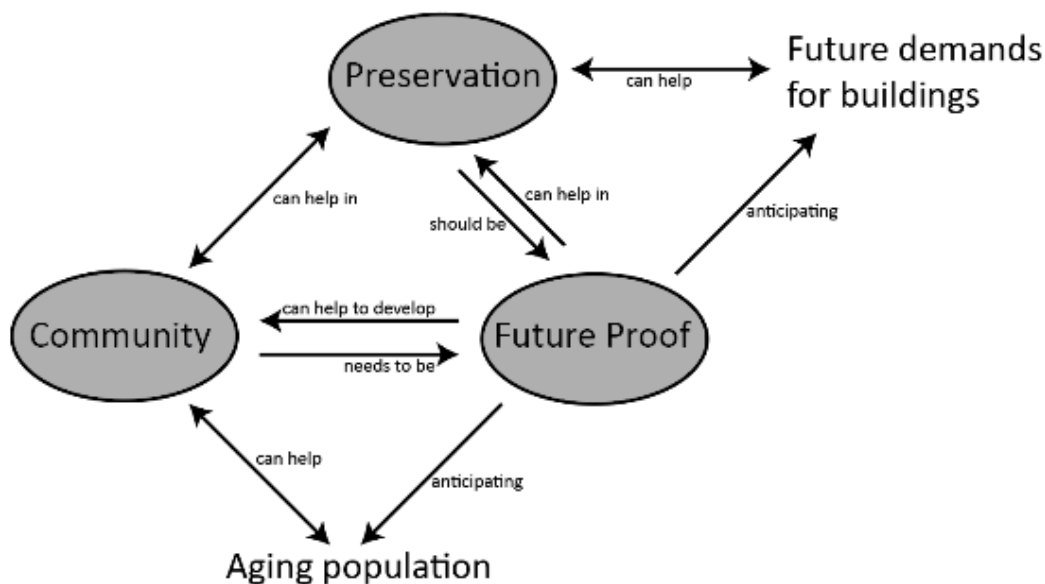 Preservation
can help
Future demands
for buildings
can help in
can help in
should be
anticipating
Community
can help to develop
needs to be
Future Proof
can help
anticipating
Aging population